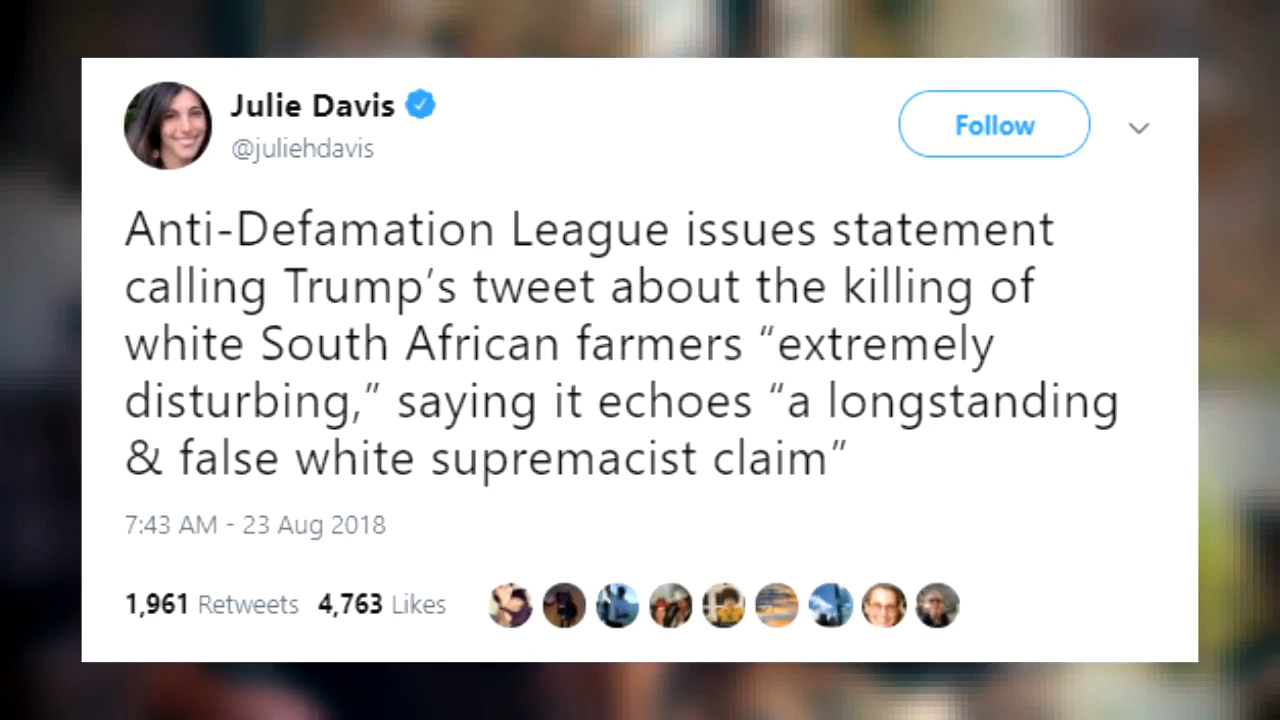 Julie Davis
@juliehdavis
Follow
Anti-Defamation League issues statement
calling Trump’s tweet about the killing of
white South African farmers “extremely
disturbing,” saying it echoes “a longstanding
& false white supremacist claim”
7:43 AM - 23 Aug 2018
1,961 Retweets 4,763 Likes